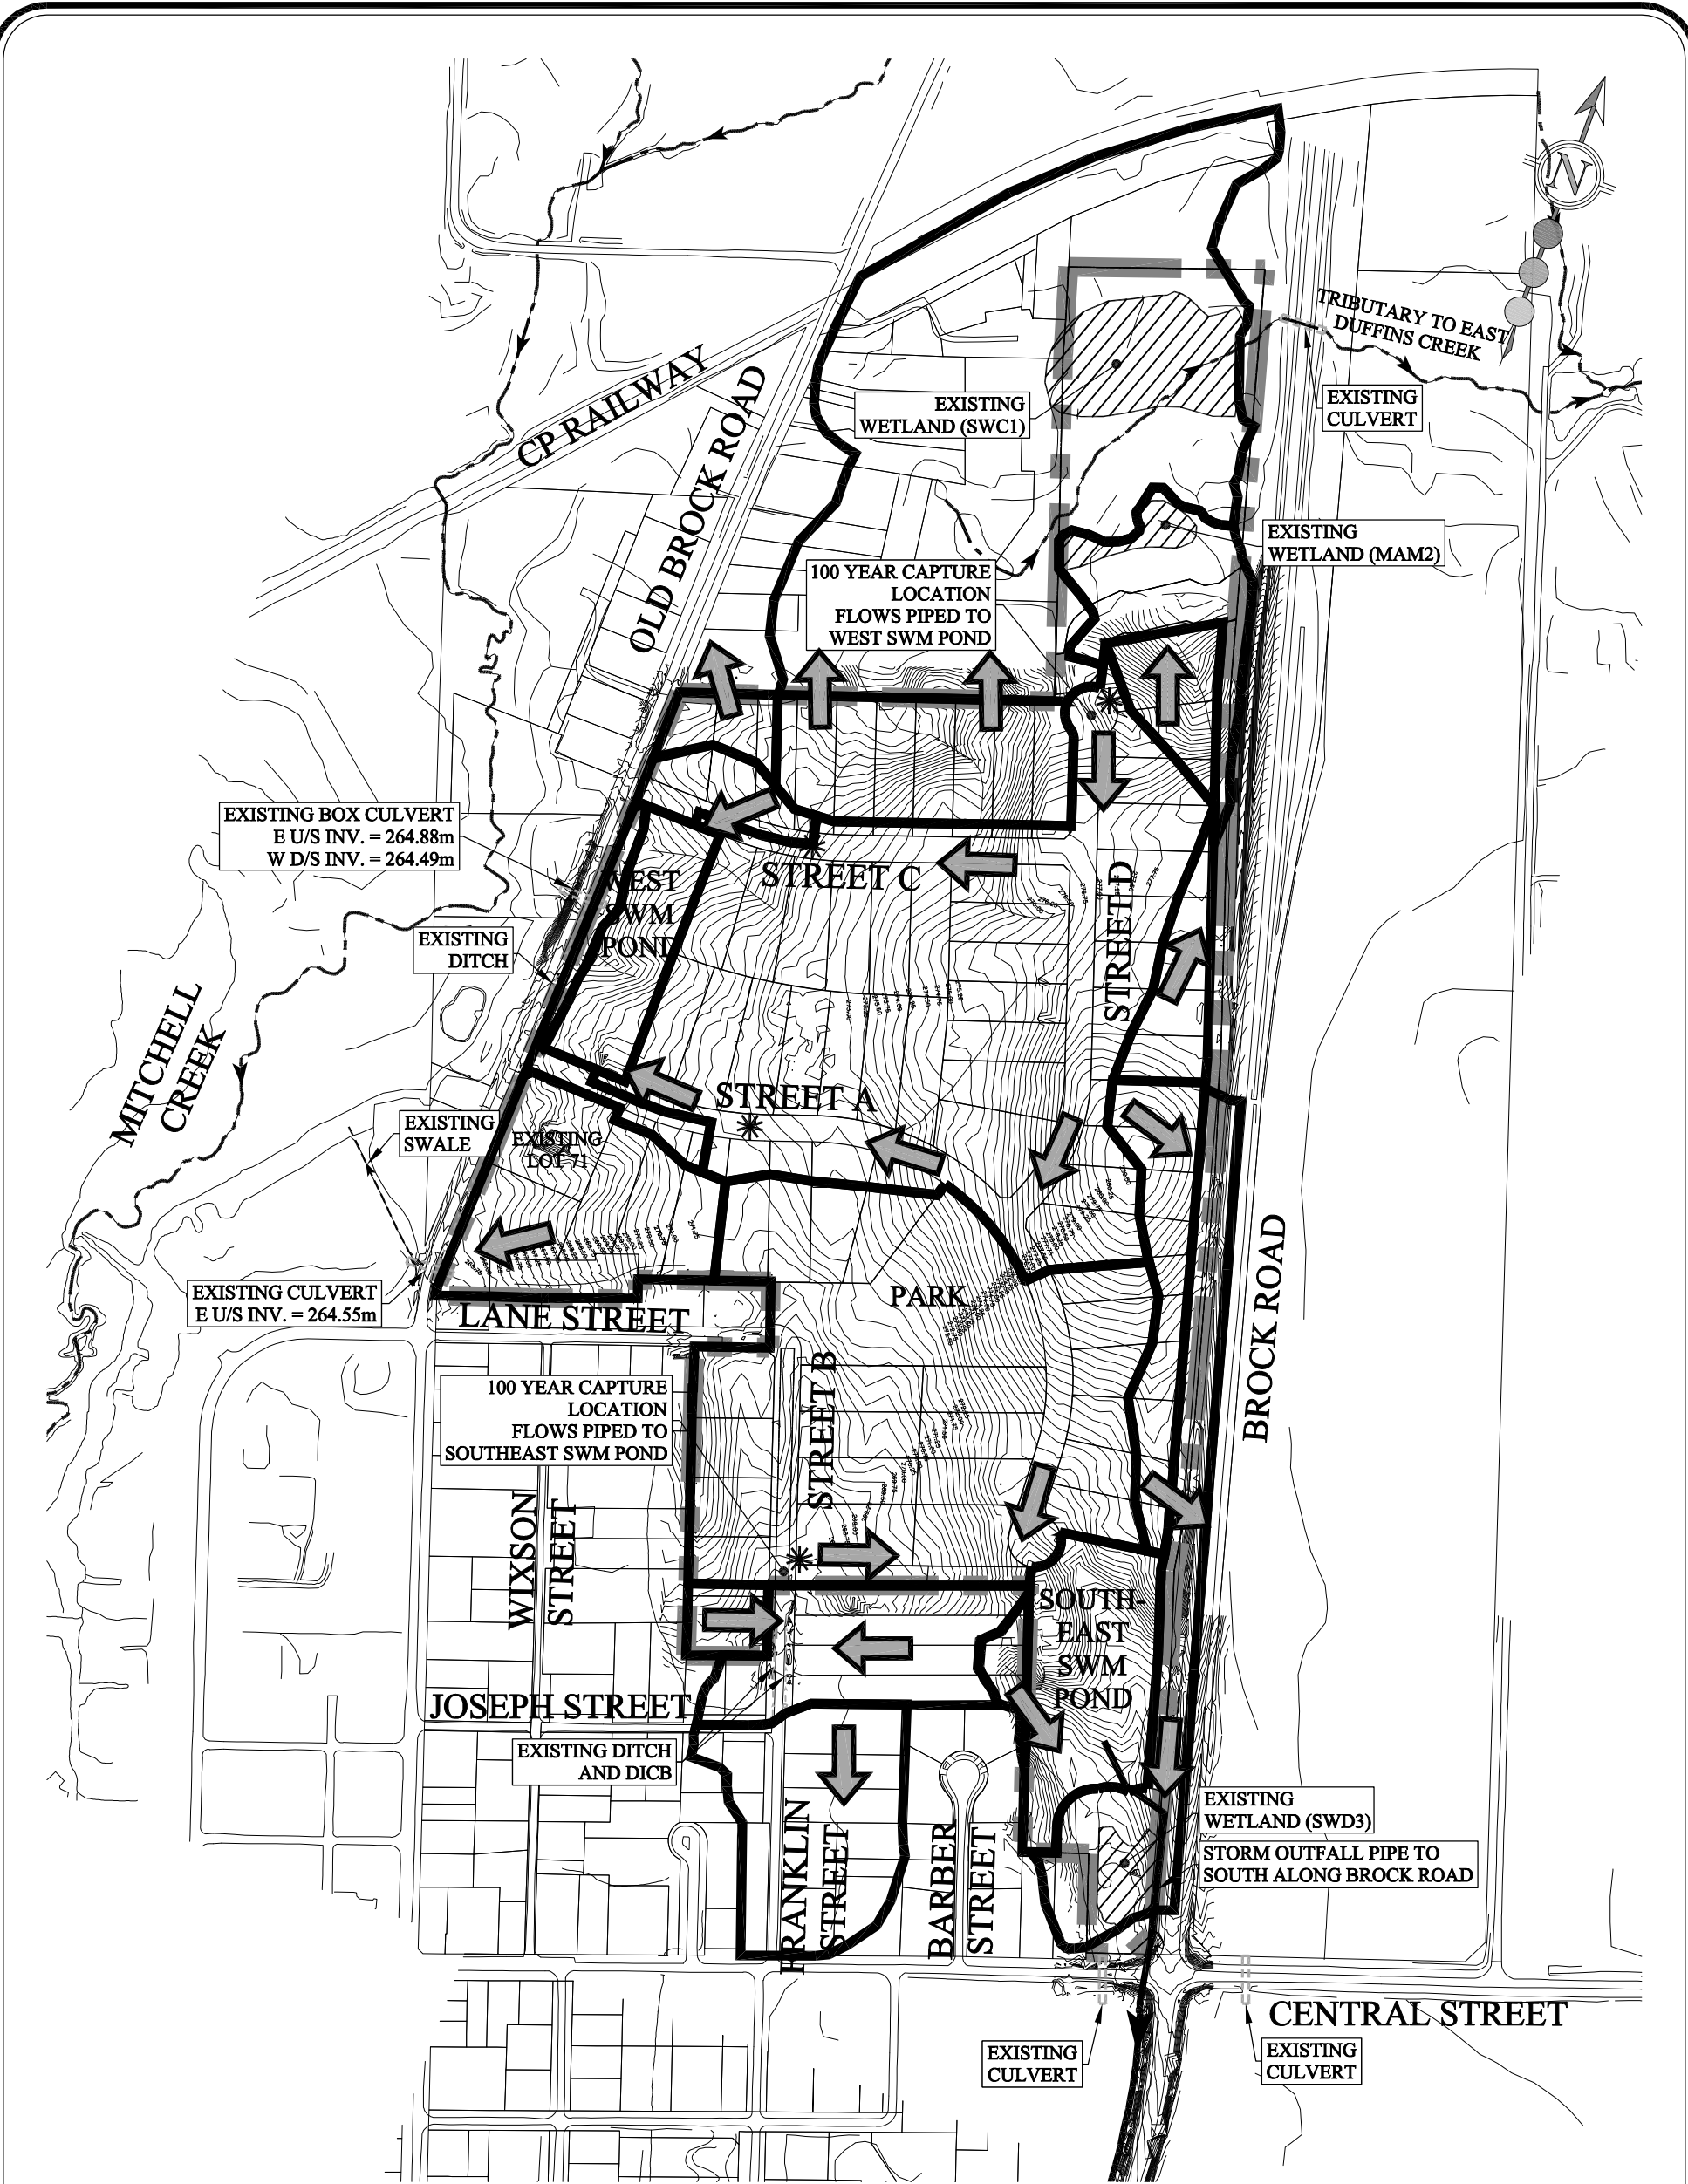 N
TRIBUTARY TO EAST
DUFFINS CREEK
CP RAILWAY
OLD BROCK ROAD
EXISTING
WETLAND (SWC1)
EXISTING
CULVERT
EXISTING
WETLAND (MAM2)
100 YEAR CAPTURE
LOCATION
FLOWS PIPED TO
WEST SWM POND
EXISTING BOX CULVERT
E U/S INV. = 264.88m
W D/S INV. = 264.49m
WEST
SWM
POND
STREET C
STREET D
EXISTING
DITCH
MITCHELL
CREEK
STREET A
EXISTING
SWALE
EXISTING
LOT 71
EXISTING CULVERT
E U/S INV. = 264.55m
LANE STREET
PARK
BROCK ROAD
100 YEAR CAPTURE
LOCATION
FLOWS PIPED TO
SOUTHEAST SWM POND
STREET B
WIXSON
STREET
SOUTH-
EAST
SWM
POND
JOSEPH STREET
EXISTING DITCH
AND DICB
FRANKLIN
STREET
BARBER
STREET
EXISTING
WETLAND (SWD3)
STORM OUTFALL PIPE TO
SOUTH ALONG BROCK ROAD
CENTRAL STREET
EXISTING
CULVERT
EXISTING
CULVERT